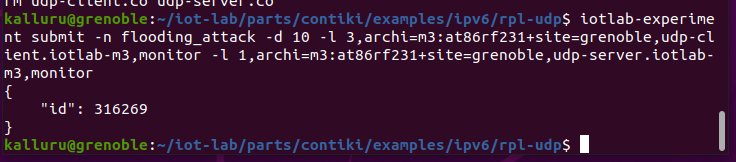 rm udp-client.co udp-server.co
kalluru@grenoble:~/iot-lab/parts/contiki/examples/ipv6/rpl-udp$ iotlab-experime
nt submit -n flooding_attack -d 10 -l 3,archi=m3:at86rf231+site=grenoble,udp-cl
ient.iotlab-m3,monitor -l 1,archi=m3:at86rf231+site=grenoble,udp-server.iotlab-
m3,monitor
{
    "id": 316269
}
kalluru@grenoble:~/iot-lab/parts/contiki/examples/ipv6/rpl-udp$